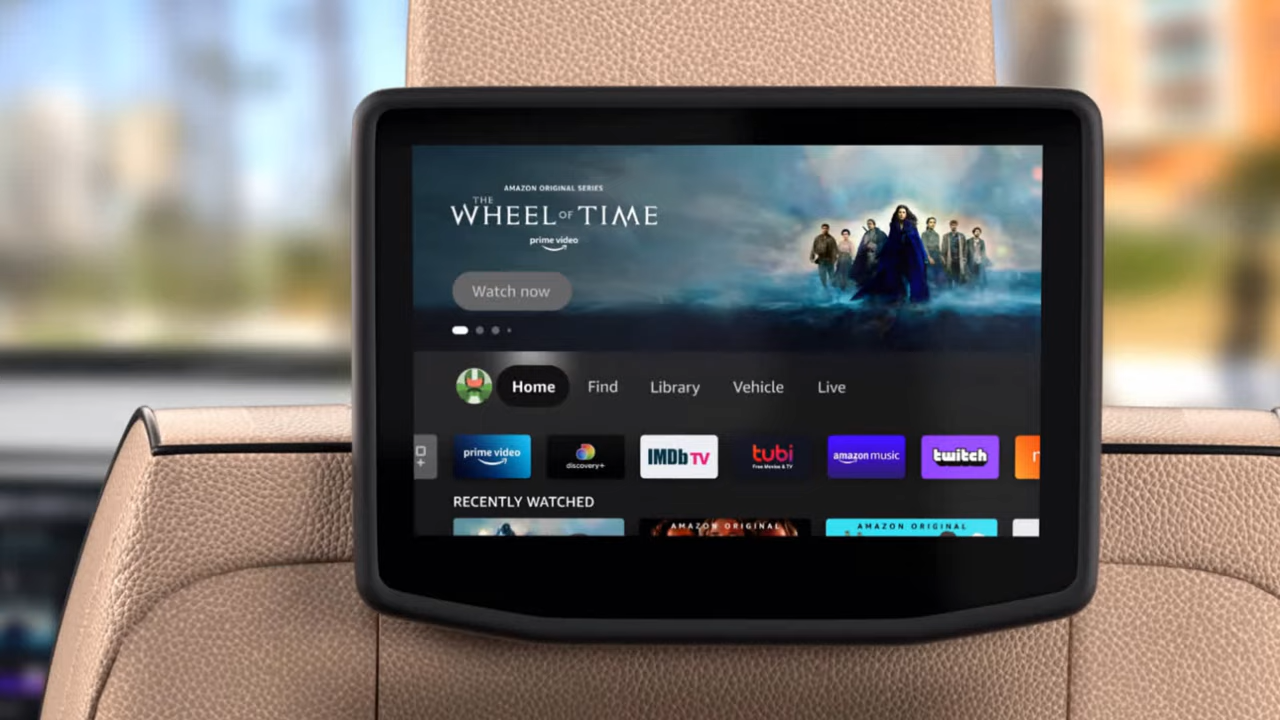 AMAZON ORIGINAL SERIES
THE
WHEEL OF TIME
prime video
Watch now
Home Find Library Vehicle Live
prime video discovery+ IMDb TV tubi amazon music twitch
Free Movies & TV
RECENTLY WATCHED
AMAZON ORIGINAL AMAZON ORIGINAL